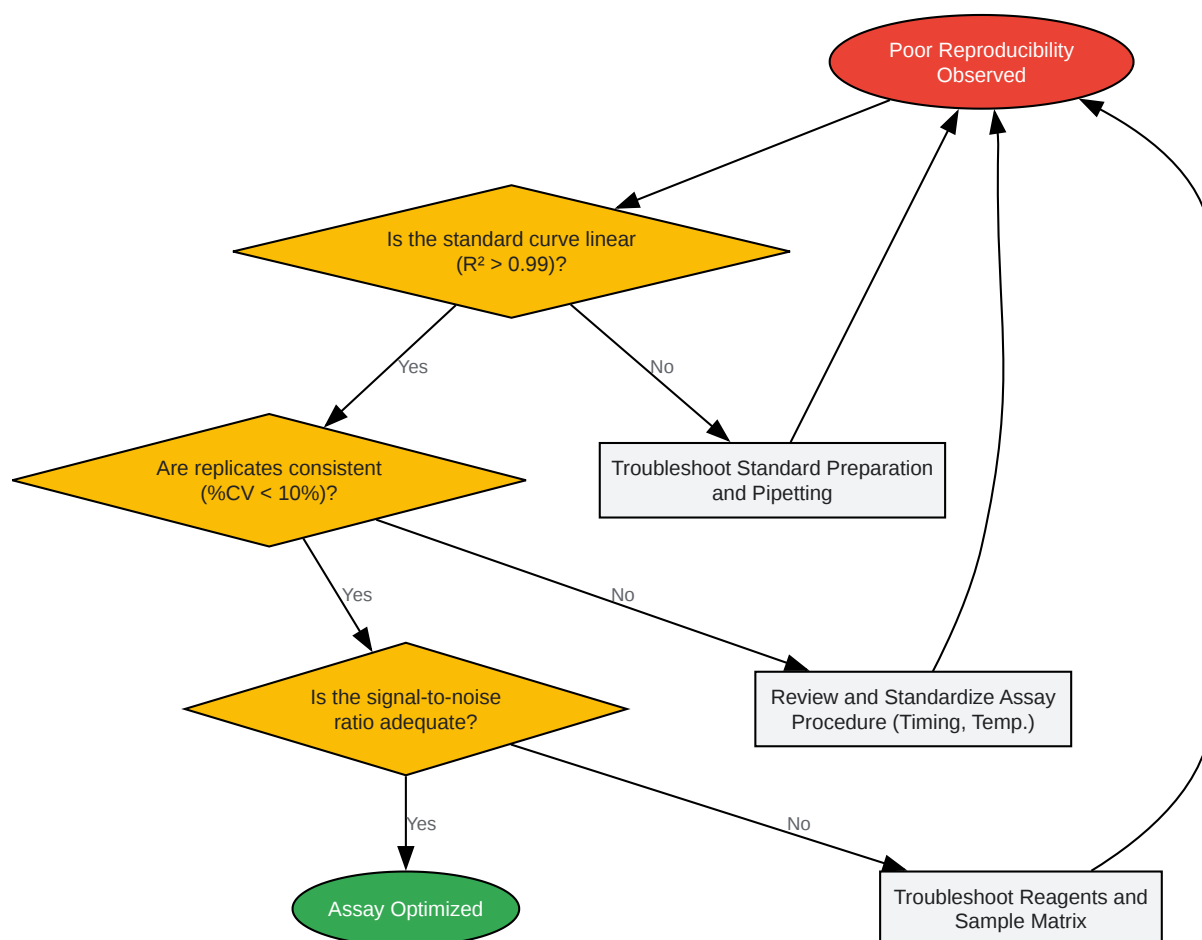 Poor Reproducibility
Observed
Is the standard curve linear
(R² > 0.99)?
Yes
No
Are replicates consistent
(%CV < 10%)?
Troubleshoot Standard Preparation
and Pipetting
Yes
No
Is the signal-to-noise
ratio adequate?
Review and Standardize Assay
Procedure (Timing, Temp.)
Yes
No
Assay Optimized
Troubleshoot Reagents and
Sample Matrix